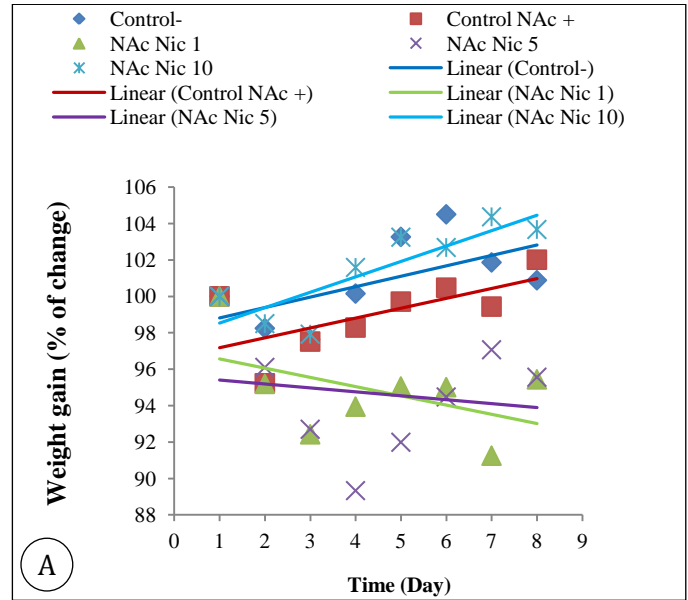 Control- Control NAc +
NAc Nic 1 NAc Nic 5
NAc Nic 10 Linear (Control-)
Linear (Control NAc +) Linear (NAc Nic 1)
Linear (NAc Nic 5) Linear (NAc Nic 10)
106
104
102
100
98
96
94
92
90
88
Weight gain (% of change)
0 1 2 3 4 5 6 7 8 9
Time (Day)
A